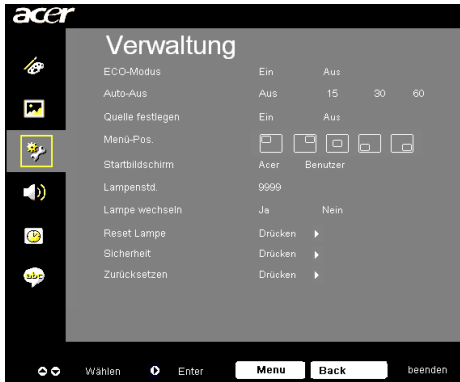 acer
Verwaltung
ECO-Modus Ein Aus
Auto-Aus Aus 15 30 60
Quelle festlegen Ein Aus
Menü-Pos.
Startbildschirm Acer Benutzer
Lampenstd. 9999
Lampe wechseln Ja Nein
Reset Lampe Drücken
Sicherheit Drücken
Zurücksetzen Drücken
abc
Wählen Enter Menu Back beenden